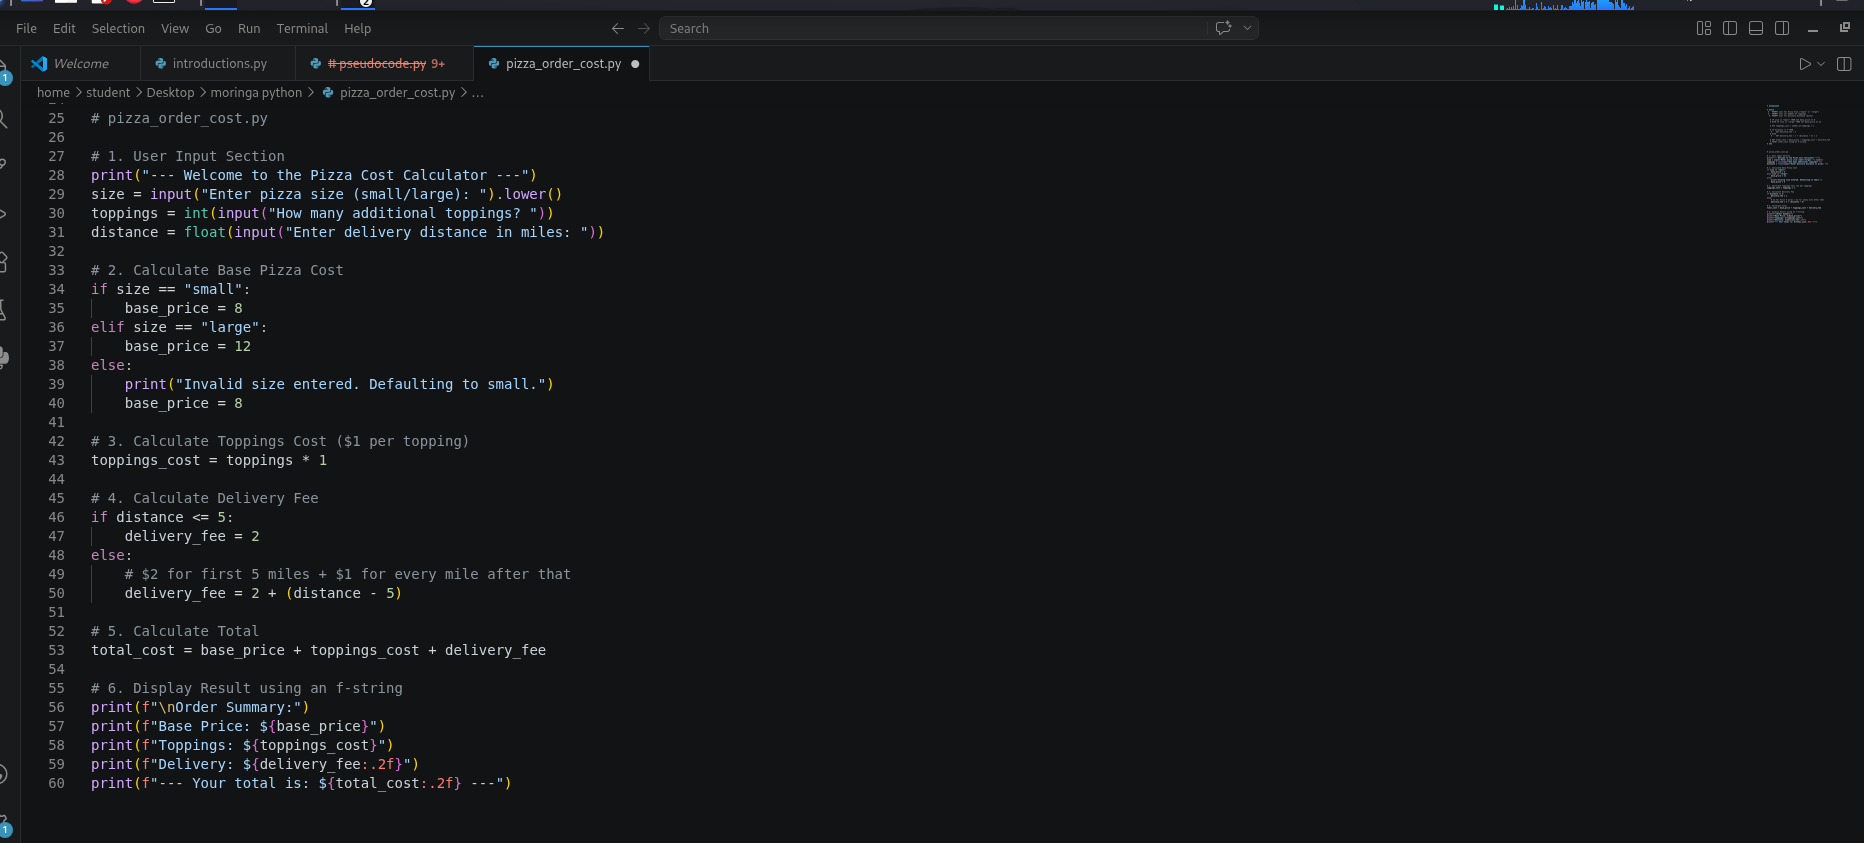 File Edit Selection View Go Run Terminal Help
Search
Welcome introductions.py pseudocode.py 9+ pizza_order_cost.py
home > student > Desktop > moringa python > pizza_order_cost.py > ...
25 # pizza_order_cost.py
26
27 # 1. User Input Section
28 print("--- Welcome to the Pizza Cost Calculator ---")
29 size = input("Enter pizza size (small/large): ").lower()
30 toppings = int(input("How many additional toppings? "))
31 distance = float(input("Enter delivery distance in miles: "))
32
33 # 2. Calculate Base Pizza Cost
34 if size == "small":
35     base_price = 8
36 elif size == "large":
37     base_price = 12
38 else:
39     print("Invalid size entered. Defaulting to small.")
40     base_price = 8
41
42 # 3. Calculate Toppings Cost ($1 per topping)
43 toppings_cost = toppings * 1
44
45 # 4. Calculate Delivery Fee
46 if distance <= 5:
47     delivery_fee = 2
48 else:
49     # $2 for first 5 miles + $1 for every mile after that
50     delivery_fee = 2 + (distance - 5)
51
52 # 5. Calculate Total
53 total_cost = base_price + toppings_cost + delivery_fee
54
55 # 6. Display Result using an f-string
56 print(f"\nOrder Summary:")
57 print(f"Base Price: ${base_price}")
58 print(f"Toppings: ${toppings_cost}")
59 print(f"Delivery: ${delivery_fee:.2f}")
60 print(f"--- Your total is: ${total_cost:.2f} ---")
1
1
2